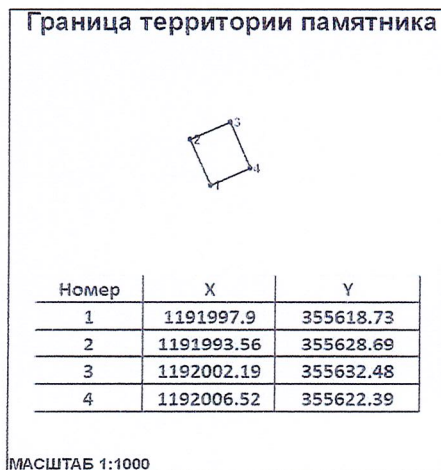 Граница территории памятника
3
2
4
1
Номер X Y
1 1191997.9 355618.73
2 1191993.56 355628.69
3 1192002.19 355632.48
4 1192006.52 355622.39
МАСШТАБ 1:1000